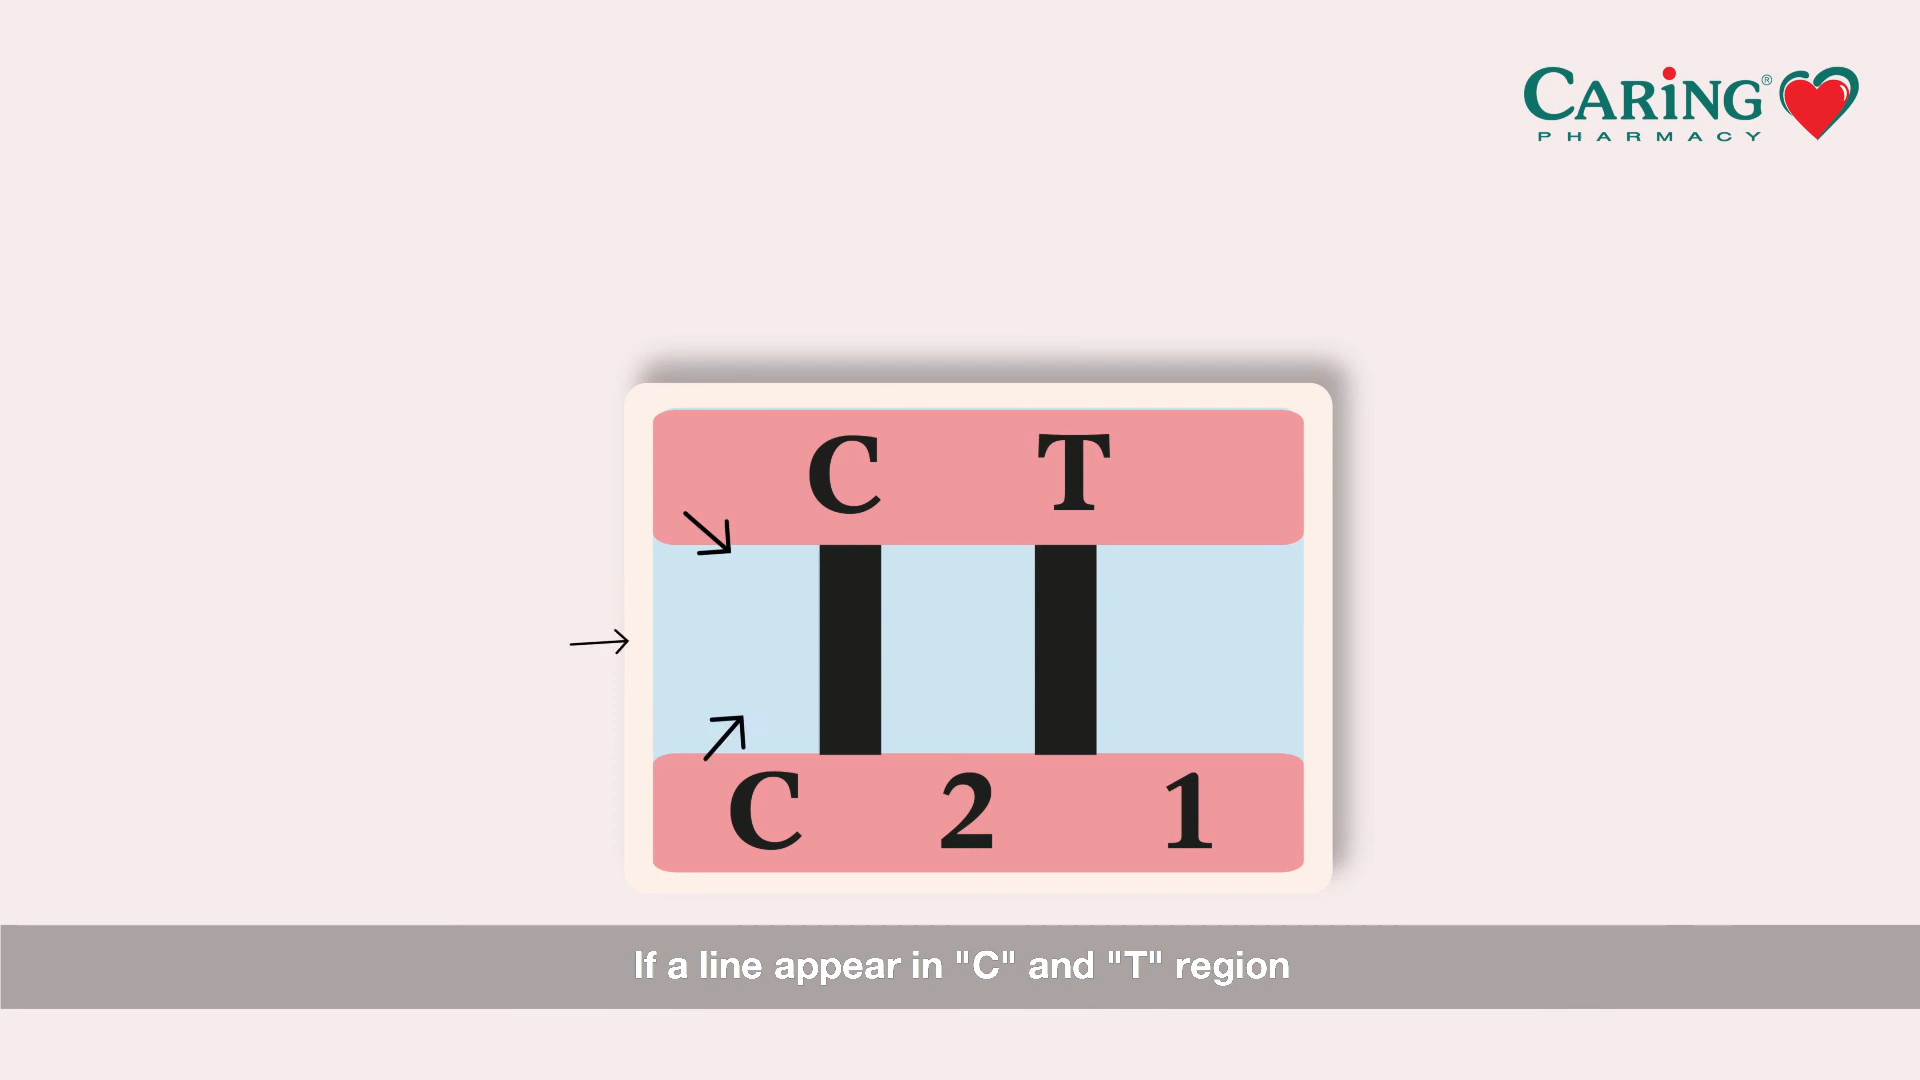 CARiNG®
PHARMACY
C T
C 2 1
If a line appear in "C" and "T" region